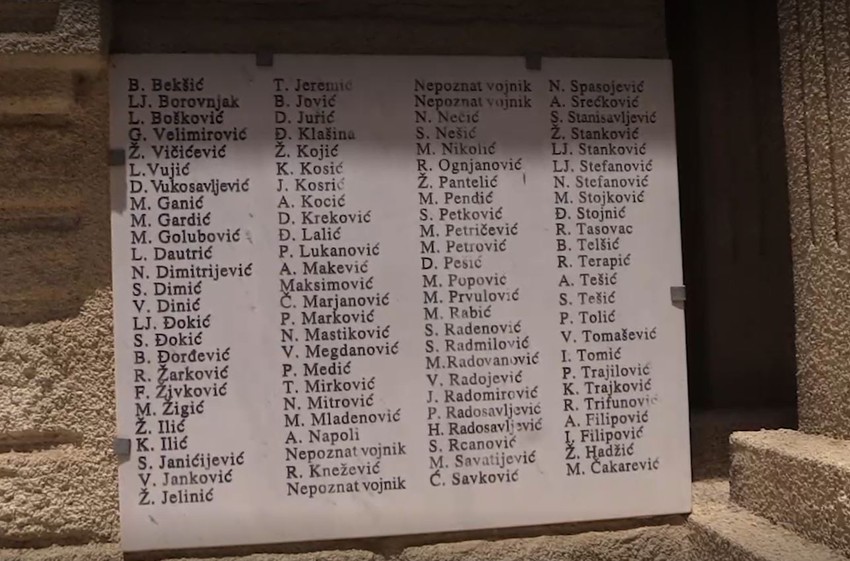 B. Bekšić
LJ. Borovnjak
L. Bošković
G. Velimirović
Ž. Vičićević
L. Vujić
D. Vukosavljević
M. Ganić
M. Gardić
M. Golubović
L. Dautrić
N. Dimitrijević
S. Dimić
V. Dinić
LJ. Đokić
S. Đokić
B. Đorđević
R. Žarković
F. Živković
M. Žigić
Ž. Ilić
K. Ilić
S. Janićijević
V. Janković
Ž. Jelinić
T. Jeremić
B. Jović
D. Jurić
Đ. Klašina
Ž. Kojić
K. Kosić
J. Kosrić
A. Kocić
D. Kreković
Đ. Lalić
P. Lukanović
A. Makević
Maksimović
Č. Marjanović
P. Marković
N. Mastiković
V. Megdanović
P. Medić
T. Mirković
N. Mitrović
M. Mladenović
A. Napoli
Nepoznat vojnik
R. Knežević
Nepoznat vojnik
Nepoznat vojnik
Nepoznat vojnik
N. Nečić
S. Nešić
M. Nikolić
R. Ognjanović
Ž. Pantelić
M. Pendić
S. Petković
M. Petričević
M. Petrović
D. Pešić
M. Popović
M. Prvulović
M. Rabić
S. Radenović
S. Radmilović
M. Radovanović
V. Radojević
J. Radomirović
P. Radosavljević
H. Radosavljević
S. Rcanović
M. Savatijević
Ć. Savković
N. Spasojević
A. Srećković
S. Stanisavljević
Ž. Stanković
LJ. Stanković
LJ. Stefanović
N. Stefanović
M. Stojković
Đ. Stojnić
R. Tasovac
B. Telšić
R. Terapić
A. Tešić
S. Tešić
P. Tolić
V. Tomašević
I. Tomić
P. Trajilović
K. Trajković
R. Trifunović
A. Filipović
I. Filipović
Ž. Hadžić
M. Čakarević